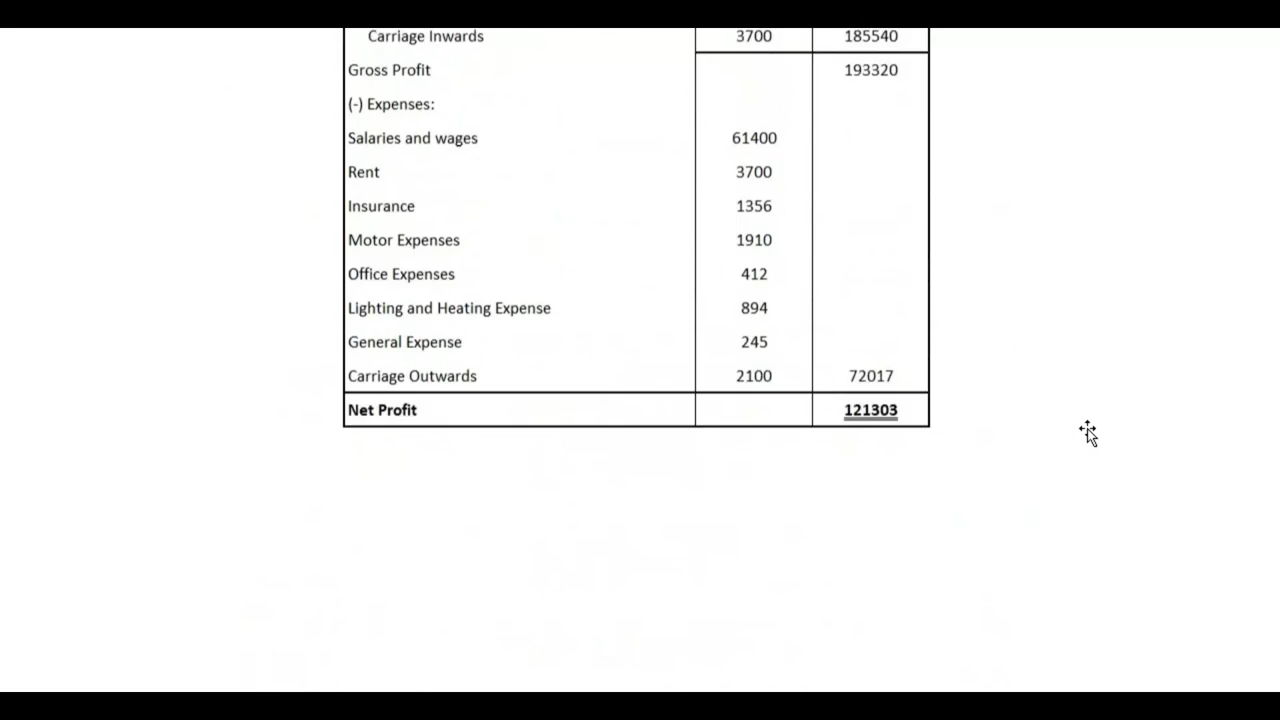 Carriage Inwards 3700 185540
Gross Profit 193320
(-) Expenses:
Salaries and wages 61400
Rent 3700
Insurance 1356
Motor Expenses 1910
Office Expenses 412
Lighting and Heating Expense 894
General Expense 245
Carriage Outwards 2100 72017
Net Profit 121303